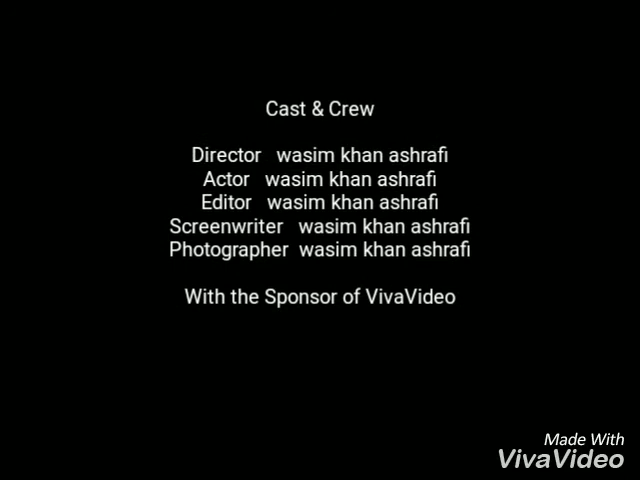 Cast & Crew
Director wasim khan ashrafi
Actor wasim khan ashrafi
Editor wasim khan ashrafi
Screenwriter wasim khan ashrafi
Photographer wasim khan ashrafi
With the Sponsor of VivaVideo
Made With
VivaVideo